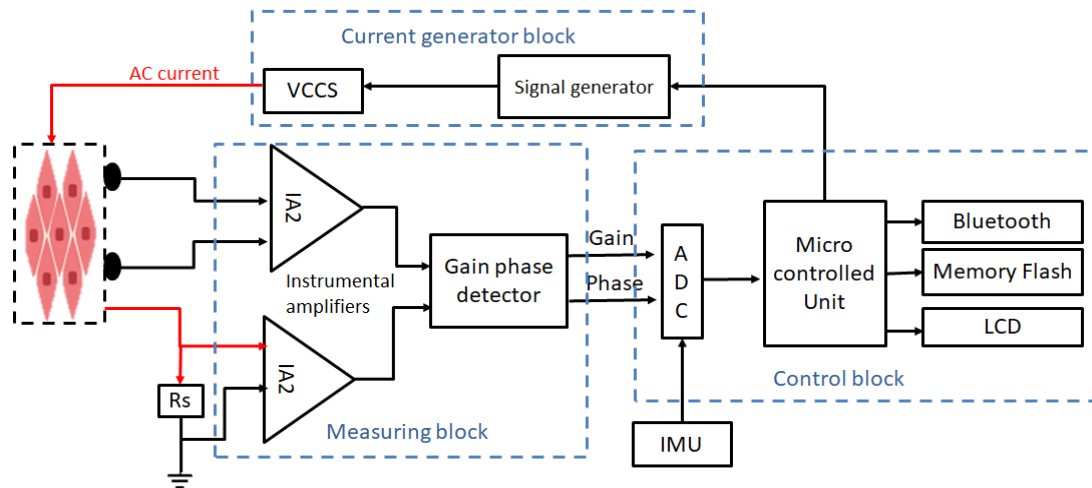 Current generator block
AC current
VCCS
Signal generator
IA2
Instrumental
amplifiers
Gain phase
detector
Gain
Phase
A
D
C
Micro
controlled
Unit
Bluetooth
Memory Flash
LCD
IA2
Rs
Measuring block
Control block
IMU